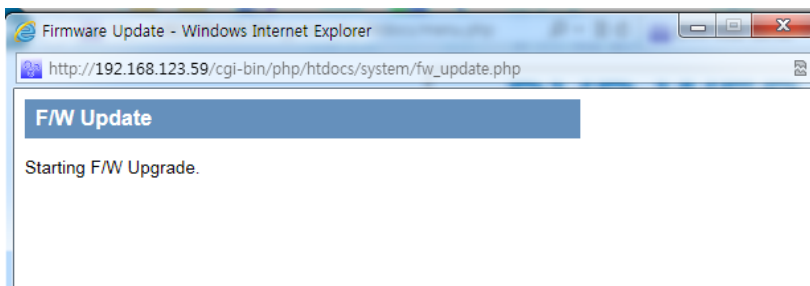 Firmware Update - Windows Internet Explorer
http://192.168.123.59/cgi-bin/php/htdocs/system/fw_update.php
F/W Update
Starting F/W Upgrade.